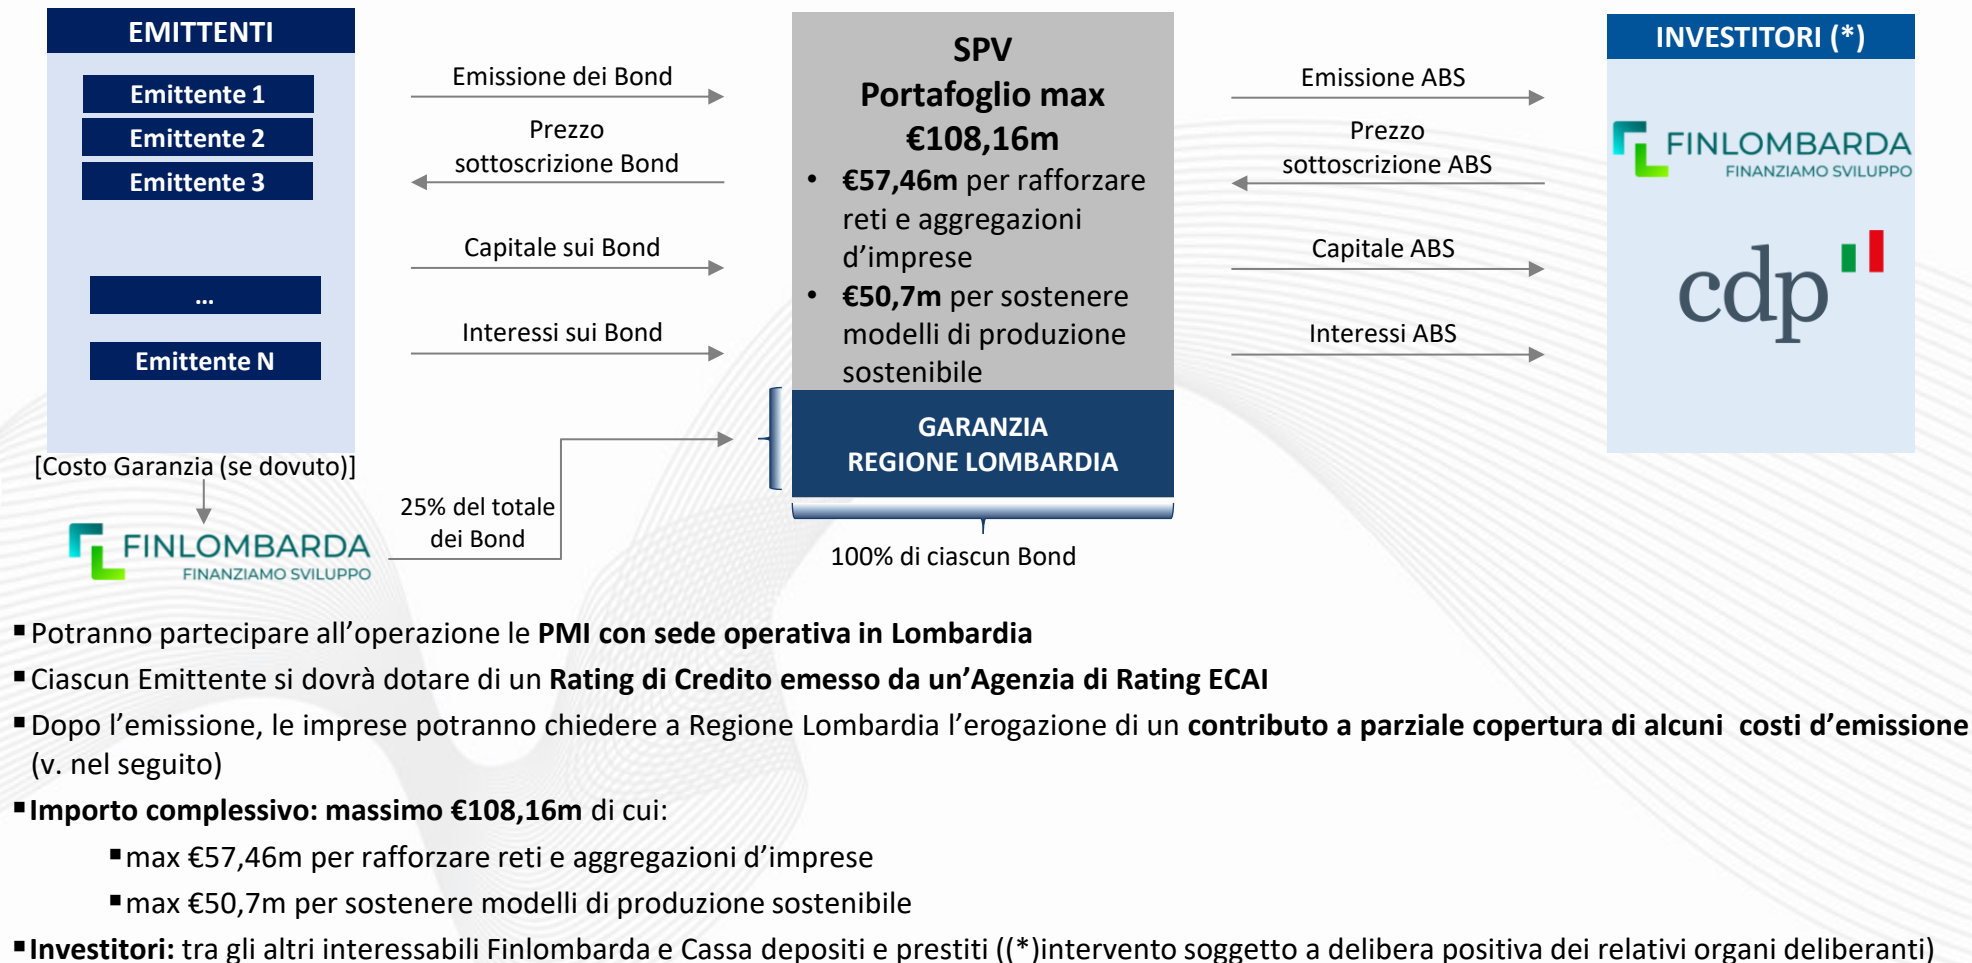 EMITTENTI
Emittente 1
Emittente 2
Emittente 3
...
Emittente N
[Costo Garanzia (se dovuto)]
FINLOMBARDA
FINANZIAMO SVILUPPO
Emissione dei Bond
Prezzo
sottoscrizione Bond
Capitale sui Bond
Interessi sui Bond
25% del totale
dei Bond
SPV
Portafoglio max
€108,16m
• €57,46m per rafforzare
reti e aggregazioni
d’imprese
• €50,7m per sostenere
modelli di produzione
sostenibile
GARANZIA
REGIONE LOMBARDIA
100% di ciascun Bond
Emissione ABS
Prezzo
sottoscrizione ABS
Capitale ABS
Interessi ABS
INVESTITORI (*)
FINLOMBARDA
FINANZIAMO SVILUPPO
cdp
▪ Potranno partecipare all’operazione le PMI con sede operativa in Lombardia
▪ Ciascun Emittente si dovrà dotare di un Rating di Credito emesso da un’Agenzia di Rating ECAI
▪ Dopo l’emissione, le imprese potranno chiedere a Regione Lombardia l’erogazione di un contributo a parziale copertura di alcuni costi d’emissione
(v. nel seguito)
▪ Importo complessivo: massimo €108,16m di cui:
▪ max €57,46m per rafforzare reti e aggregazioni d’imprese
▪ max €50,7m per sostenere modelli di produzione sostenibile
▪ Investitori: tra gli altri interessabili Finlombarda e Cassa depositi e prestiti ((*)intervento soggetto a delibera positiva dei relativi organi deliberanti)